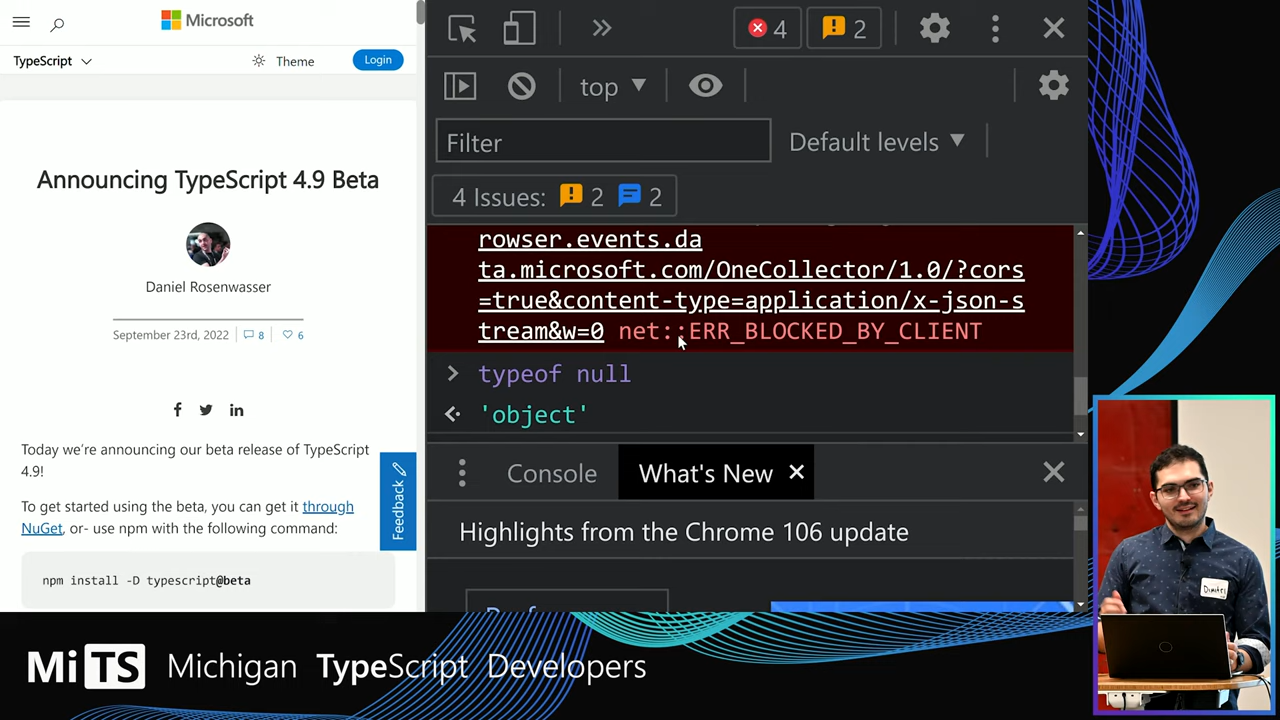 Microsoft
TypeScript
Theme
Login
Announcing TypeScript 4.9 Beta
Daniel Rosenwasser
September 23rd, 2022
8
6
Today we're announcing our beta release of TypeScript
4.9!
To get started using the beta, you can get it through
NuGet, or- use npm with the following command:
npm install -D typescript@beta
Feedback
4
2
top
Filter
Default levels
4 Issues:
2
2
rowser.events.da
ta.microsoft.com/OneCollector/1.0/?cors
=true&content-type=application/x-json-s
tream&w=0 net::ERR_BLOCKED_BY_CLIENT
> typeof null
'object'
Console
What's New
Highlights from the Chrome 106 update
Dimitri
MiTS Michigan TypeScript Developers